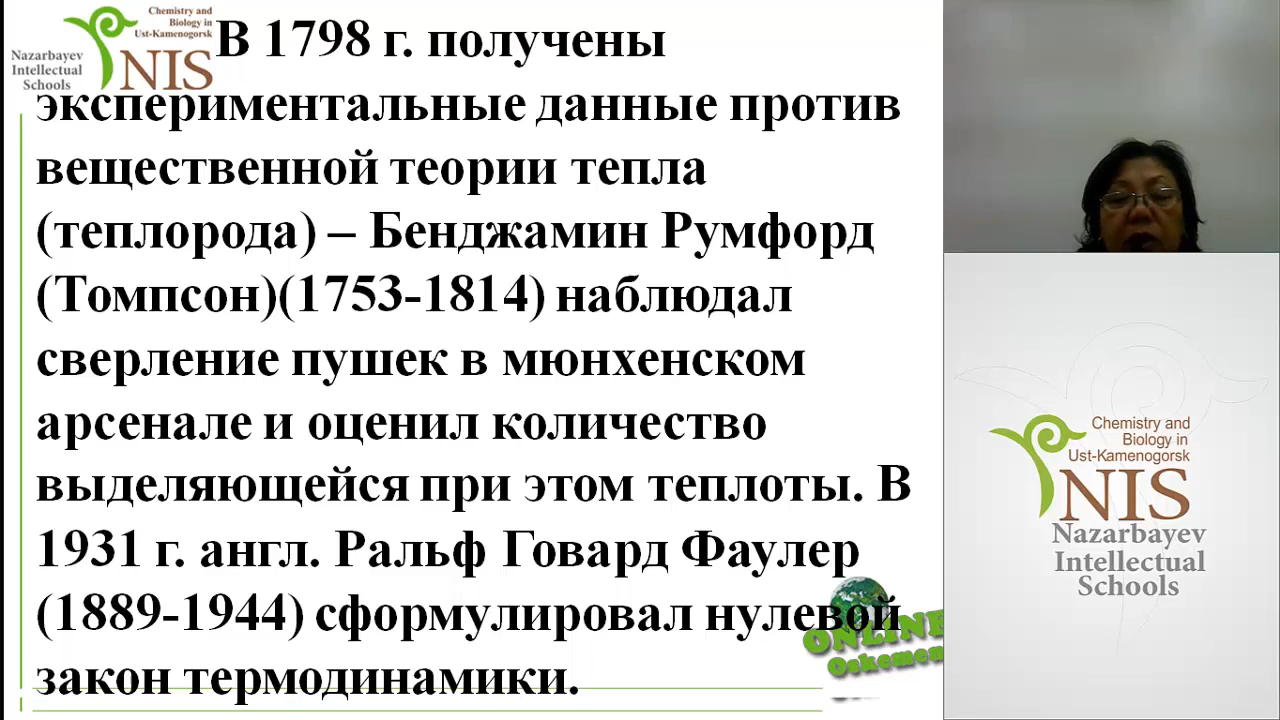 Chemistry and
Biology in
Ust-Kamenogorsk
NIS
Nazarbayev
Intellectual
Schools
В 1798 г. получены
экспериментальные данные против
вещественной теории тепла
(теплорода) – Бенджамин Румфорд
(Томпсон)(1753-1814) наблюдал
сверление пушек в мюнхенском
арсенале и оценил количество
выделяющейся при этом теплоты. В
1931 г. англ. Ральф Говард Фаулер
(1889-1944) сформулировал нулевой
закон термодинамики.
ONLINE
Oskemen
Chemistry and
Biology in
Ust-Kamenogorsk
NIS
Nazarbayev
Intellectual
Schools